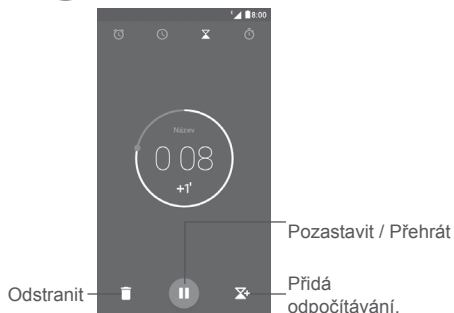 8:00
Název
0 08
+1'
Pozastavit / Přehrát
Odstranit
Přidá
odpočítávání.